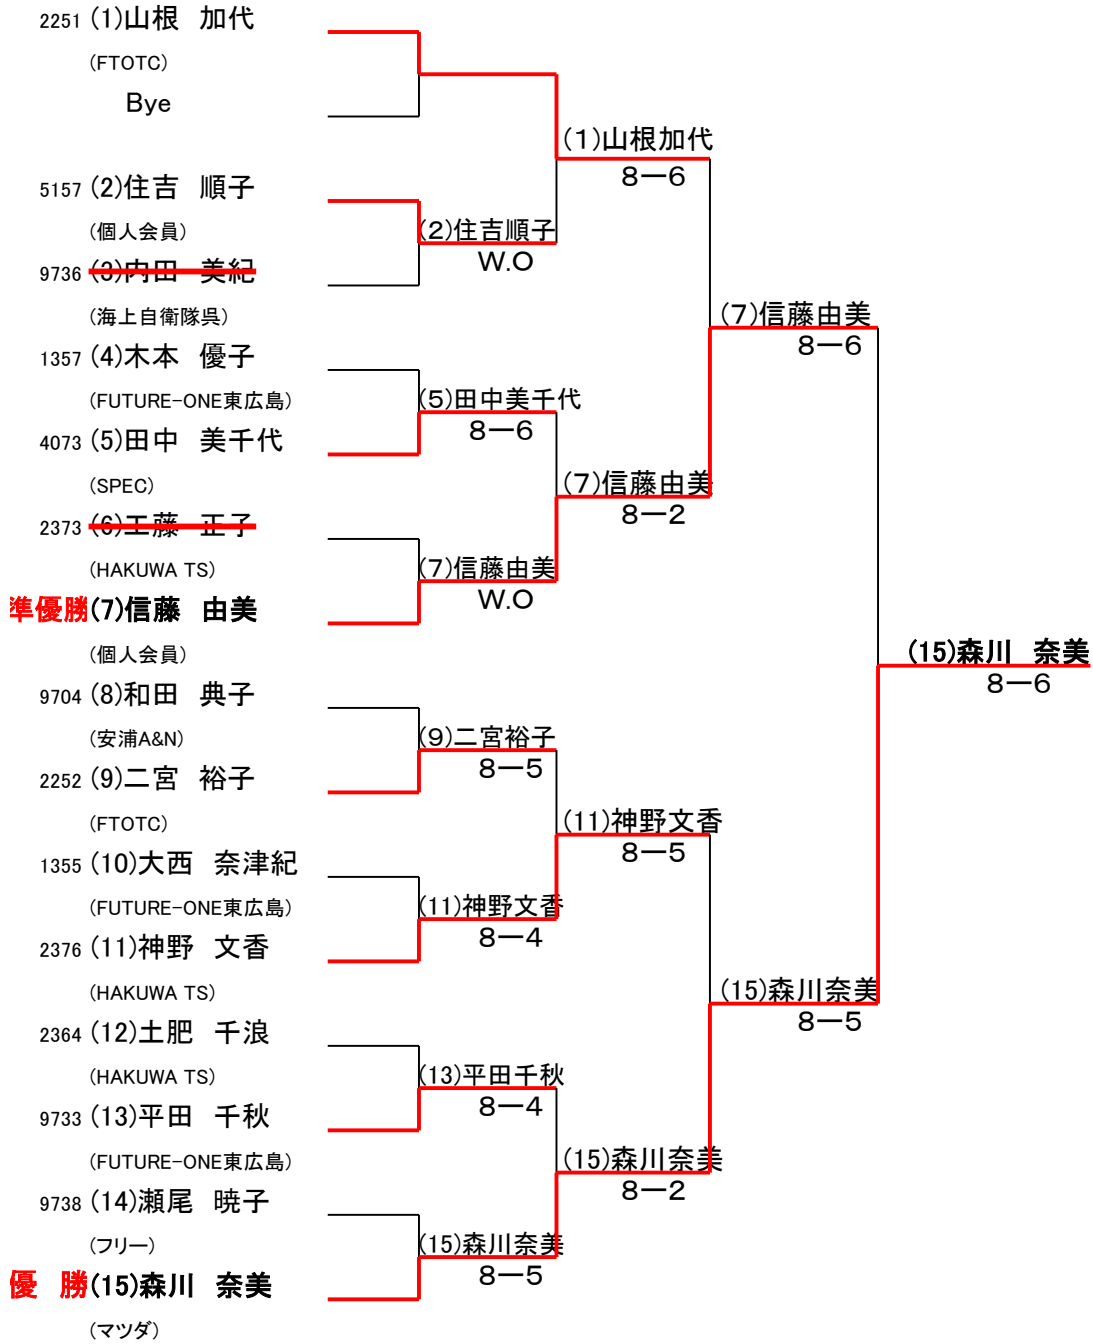 2251 (1)山根 加代
(FTOTC)
Bye
(1)山根加代
8-6
5157 (2)住吉 順子
(個人会員)
(2)住吉順子
W.O
9736 (3)内田 美紀
(海上自衛隊呉)
(7)信藤由美
8-6
1357 (4)木本 優子
(FUTURE-ONE東広島)
(5)田中美千代
8-6
4073 (5)田中 美千代
(SPEC)
(7)信藤由美
8-2
2373 (6)工藤 正子
(HAKUWA TS)
(7)信藤由美
W.O
準優勝(7)信藤 由美
(個人会員)
(15)森川 奈美
8-6
9704 (8)和田 典子
(安浦A&N)
(9)二宮裕子
8-5
2252 (9)二宮 裕子
(FTOTC)
(11)神野文香
8-5
1355 (10)大西 奈津紀
(FUTURE-ONE東広島)
(11)神野文香
8-4
2376 (11)神野 文香
(HAKUWA TS)
(15)森川奈美
8-5
2364 (12)土肥 千浪
(HAKUWA TS)
(13)平田千秋
8-4
9733 (13)平田 千秋
(FUTURE-ONE東広島)
(15)森川奈美
8-2
9738 (14)瀬尾 暁子
(フリー)
(15)森川奈美
8-5
優 勝(15)森川 奈美
(マツダ)